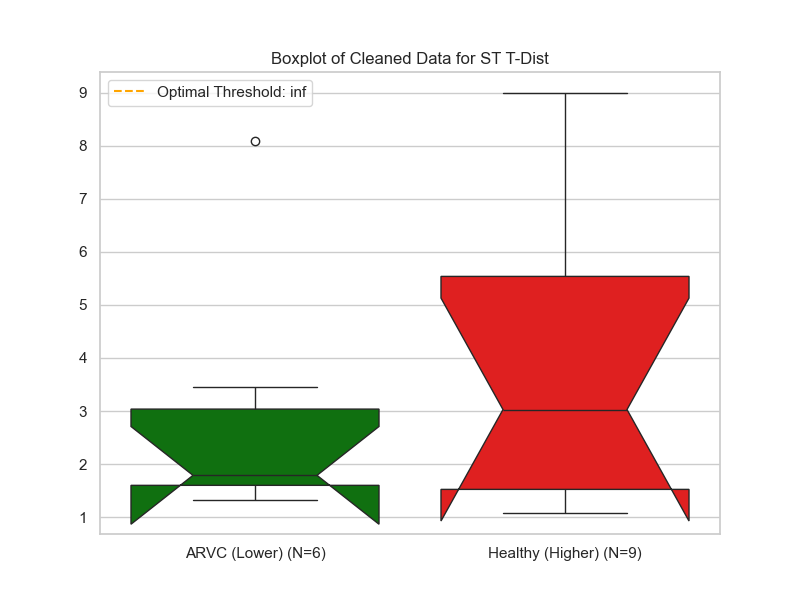 Boxplot of Cleaned Data for ST T-Dist
Optimal Threshold: inf
9
8
7
6
5
4
3
2
1
ARVC (Lower) (N=6)
Healthy (Higher) (N=9)